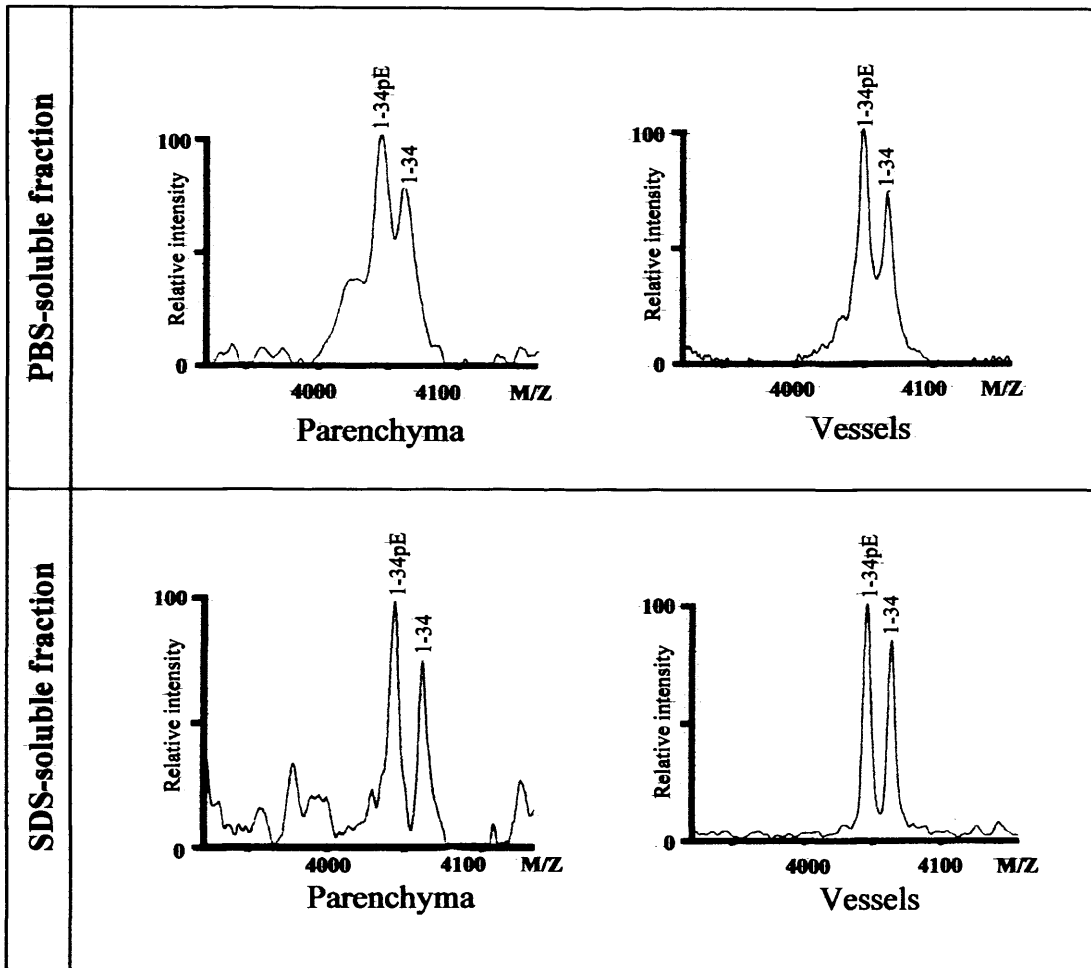 PBS-soluble fraction
1-34pE
1-34
100
Relative intensity
0
4000
4100
M/Z
Parenchyma
1-34pE
1-34
100
Relative intensity
0
4000
4100
M/Z
Vessels
SDS-soluble fraction
1-34pE
1-34
100
Relative intensity
0
4000
4100
M/Z
Parenchyma
1-34pE
1-34
100
Relative intensity
0
4000
4100
M/Z
Vessels